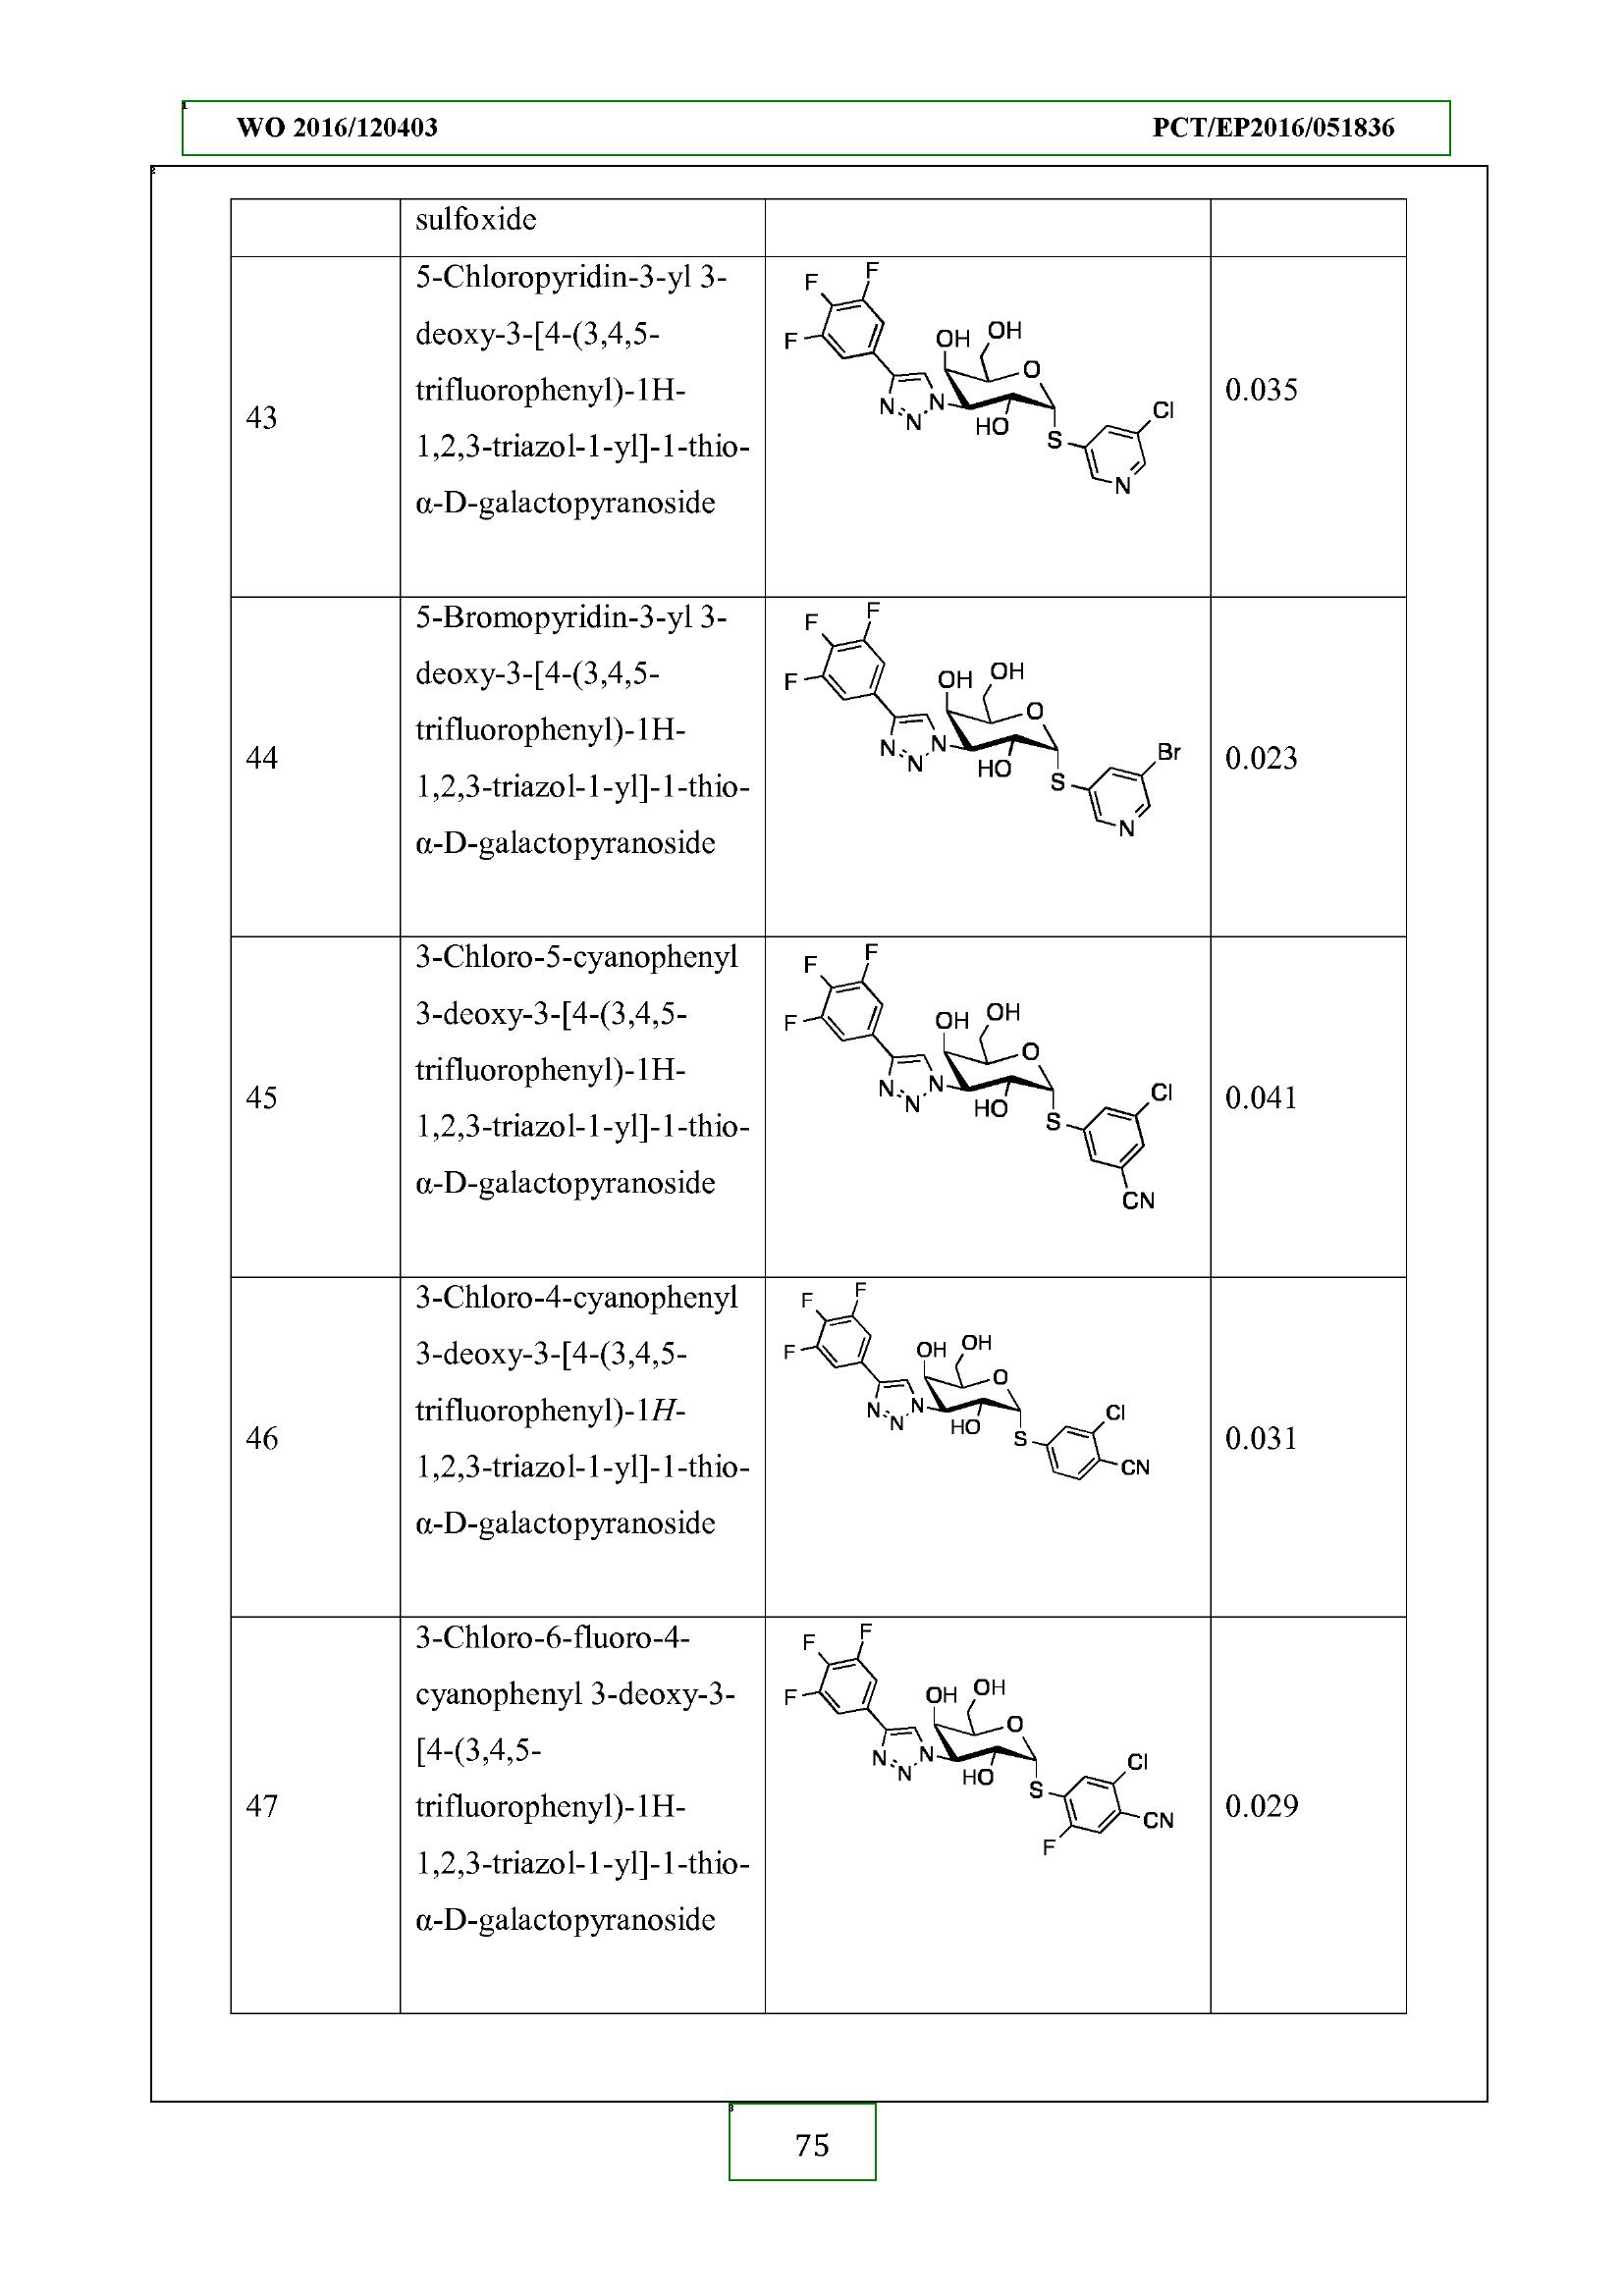 1
WO 2016/120403 PCT/EP2016/051836
2
sulfoxide
43
5-Chloropyridin-3-yl 3-
deoxy-3-[4-(3,4,5-
trifluorophenyl)-1H-
1,2,3-triazol-1-yl]-1-thio-
α-D-galactopyranoside
F
F
F
OH
OH
O
N
N
N
HO
S
Cl
N
0.035
44
5-Bromopyridin-3-yl 3-
deoxy-3-[4-(3,4,5-
trifluorophenyl)-1H-
1,2,3-triazol-1-yl]-1-thio-
α-D-galactopyranoside
F
F
F
OH
OH
O
N
N
N
HO
S
Br
N
0.023
45
3-Chloro-5-cyanophenyl
3-deoxy-3-[4-(3,4,5-
trifluorophenyl)-1H-
1,2,3-triazol-1-yl]-1-thio-
α-D-galactopyranoside
F
F
F
OH
OH
O
N
N
N
HO
S
Cl
CN
0.041
46
3-Chloro-4-cyanophenyl
3-deoxy-3-[4-(3,4,5-
trifluorophenyl)-1H-
1,2,3-triazol-1-yl]-1-thio-
α-D-galactopyranoside
F
F
F
OH
OH
O
N
N
N
HO
S
Cl
CN
0.031
47
3-Chloro-6-fluoro-4-
cyanophenyl 3-deoxy-3-
[4-(3,4,5-
trifluorophenyl)-1H-
1,2,3-triazol-1-yl]-1-thio-
α-D-galactopyranoside
F
F
F
OH
OH
O
N
N
N
HO
S
Cl
CN
F
0.029
3
75